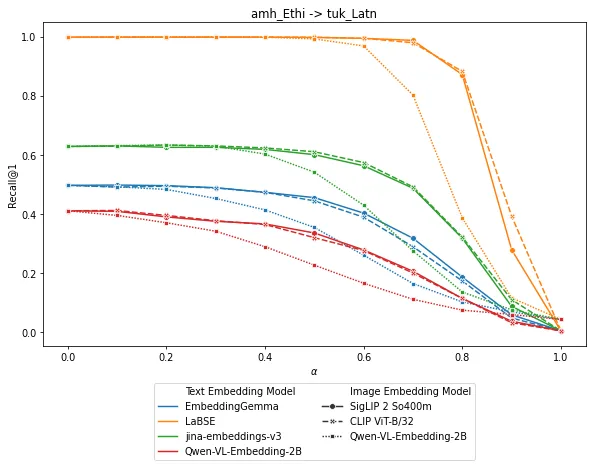 amh_Ethi -> tuk_Latn
Recall@1
1.0
0.8
0.6
0.4
0.2
0.0
0.0 0.2 0.4 0.6 0.8 1.0
α
Text Embedding Model
EmbeddingGemma
LaBSE
jina-embeddings-v3
Qwen-VL-Embedding-2B
Image Embedding Model
SigLIP 2 So400m
CLIP ViT-B/32
Qwen-VL-Embedding-2B